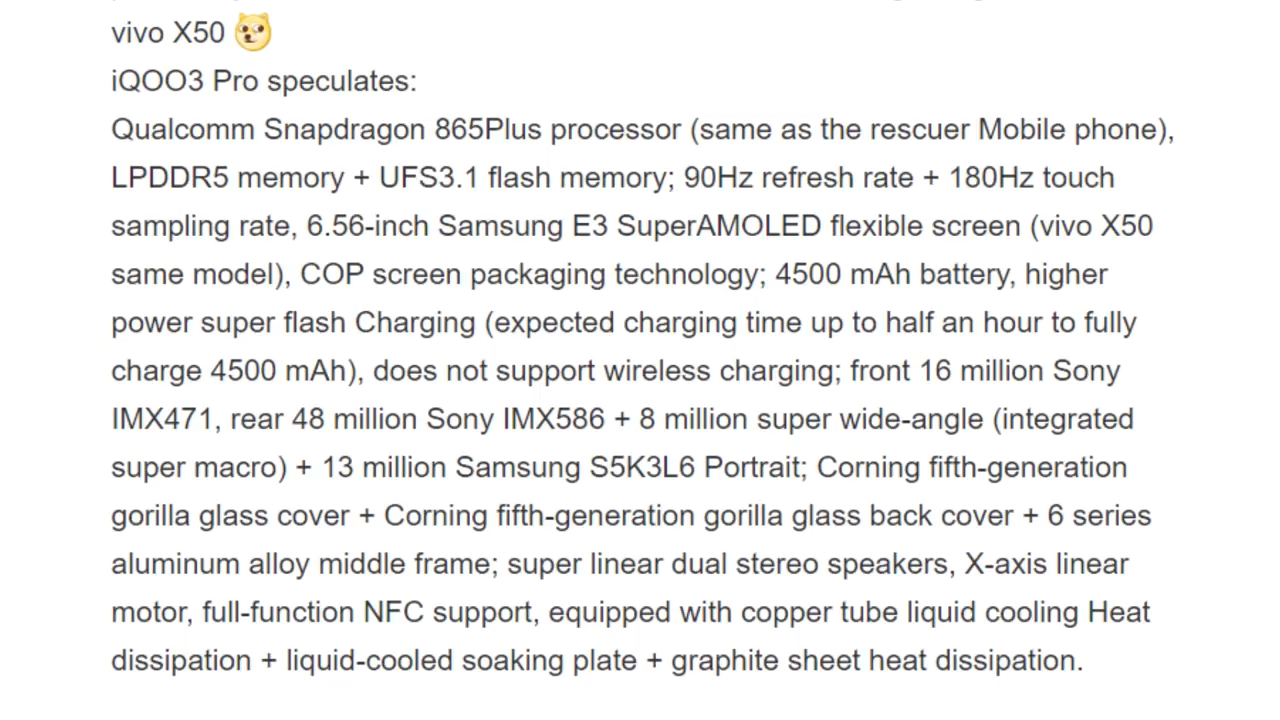 vivo X50
iQOO3 Pro speculates:
Qualcomm Snapdragon 865Plus processor (same as the rescuer Mobile phone),
LPDDR5 memory + UFS3.1 flash memory; 90Hz refresh rate + 180Hz touch
sampling rate, 6.56-inch Samsung E3 SuperAMOLED flexible screen (vivo X50
same model), COP screen packaging technology; 4500 mAh battery, higher
power super flash Charging (expected charging time up to half an hour to fully
charge 4500 mAh), does not support wireless charging; front 16 million Sony
IMX471, rear 48 million Sony IMX586 + 8 million super wide-angle (integrated
super macro) + 13 million Samsung S5K3L6 Portrait; Corning fifth-generation
gorilla glass cover + Corning fifth-generation gorilla glass back cover + 6 series
aluminum alloy middle frame; super linear dual stereo speakers, X-axis linear
motor, full-function NFC support, equipped with copper tube liquid cooling Heat
dissipation + liquid-cooled soaking plate + graphite sheet heat dissipation.